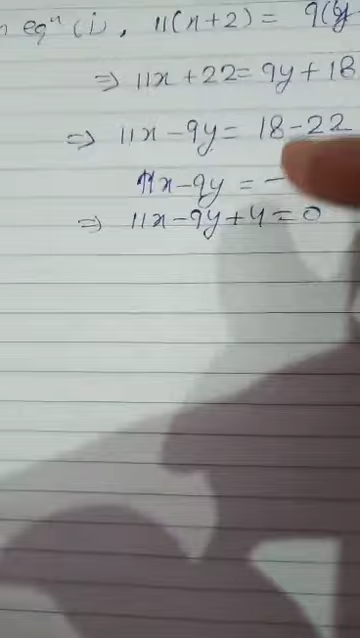 eqⁿ (i), 11(x+2) = 9(y
⇒ 11x + 22 = 9y + 18
⇒ 11x - 9y = 18 - 22
11x - 9y = -
⇒ 11x - 9y + 4 = 0